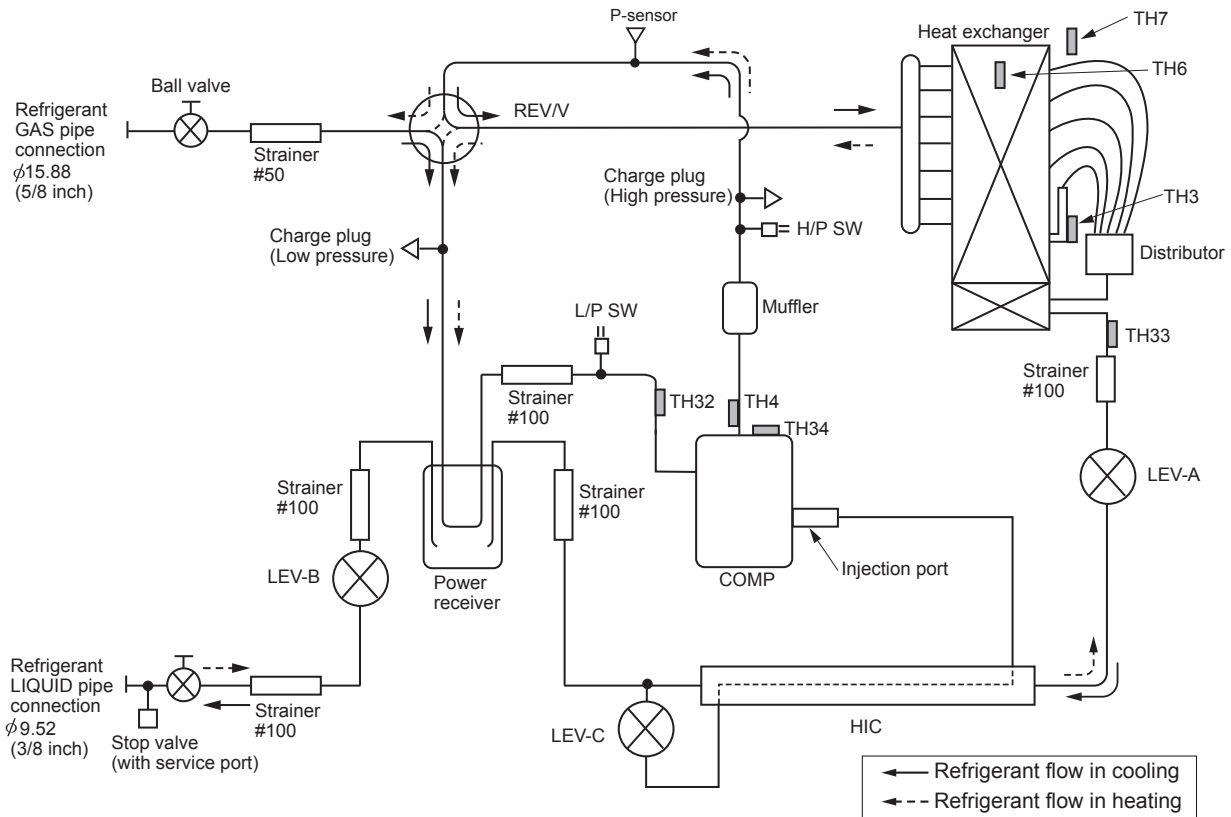 P-sensor
TH7
Heat exchanger
TH6
Ball valve
Refrigerant
GAS pipe
connection
ϕ15.88
(5/8 inch)
Strainer
#50
REV/V
Charge plug
(High pressure)
TH3
H/P SW
Charge plug
(Low pressure)
Distributor
Muffler
L/P SW
TH33
Strainer
#100
Strainer
#100
TH32
TH4
TH34
LEV-A
Strainer
#100
Strainer
#100
Injection port
COMP
LEV-B
Power
receiver
Refrigerant
LIQUID pipe
connection
ϕ9.52
(3/8 inch)
Strainer
#100
Stop valve
(with service port)
LEV-C
HIC
Refrigerant flow in cooling
Refrigerant flow in heating